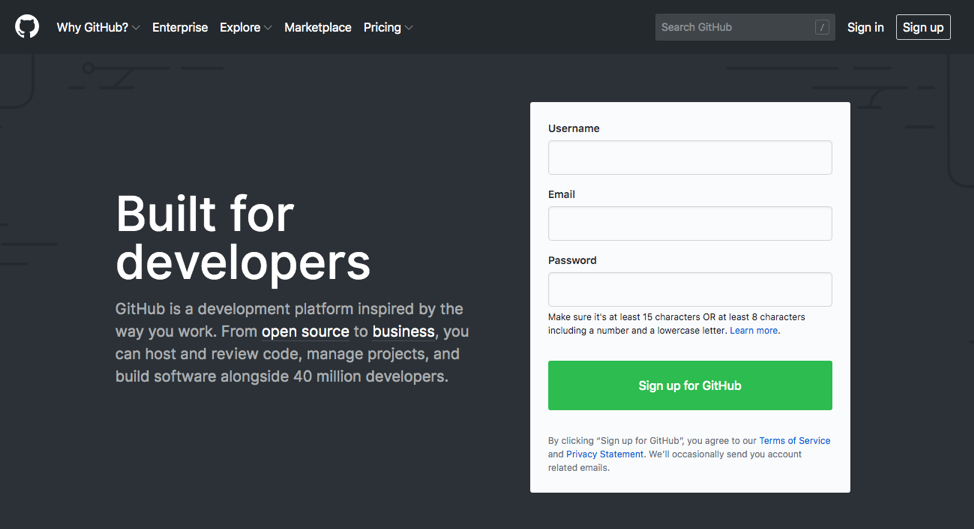 Why GitHub? Enterprise Explore Marketplace Pricing Search GitHub / Sign in Sign up
Built for
developers
GitHub is a development platform inspired by the
way you work. From open source to business, you
can host and review code, manage projects, and
build software alongside 40 million developers.
Username
Email
Password
Make sure it's at least 15 characters OR at least 8 characters
including a number and a lowercase letter. Learn more.
Sign up for GitHub
By clicking “Sign up for GitHub”, you agree to our Terms of Service
and Privacy Statement. We’ll occasionally send you account
related emails.